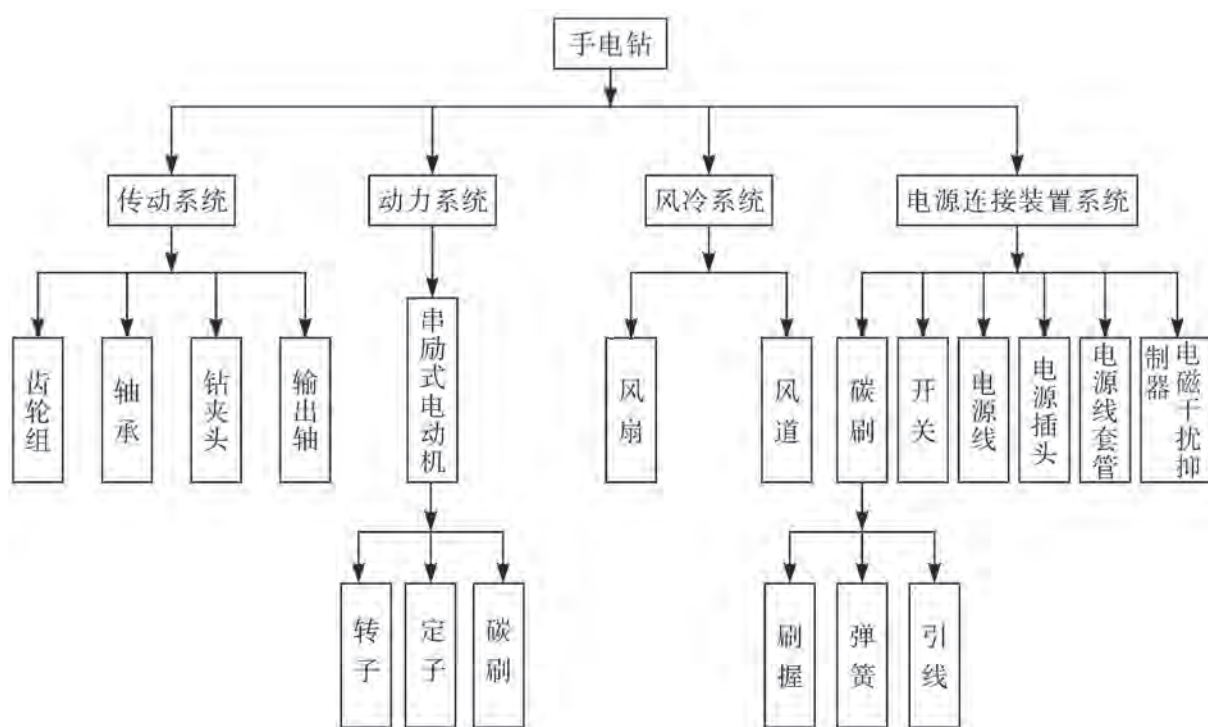 手电钻
传动系统
动力系统
风冷系统
电源连接装置系统
齿轮组
轴承
钻夹头
输出轴
串励式电动机
风扇
风道
碳刷
开关
电源线
电源插头
电源线套管
电磁干扰抑
制器
转子
定子
碳刷
刷握
弹簧
引线